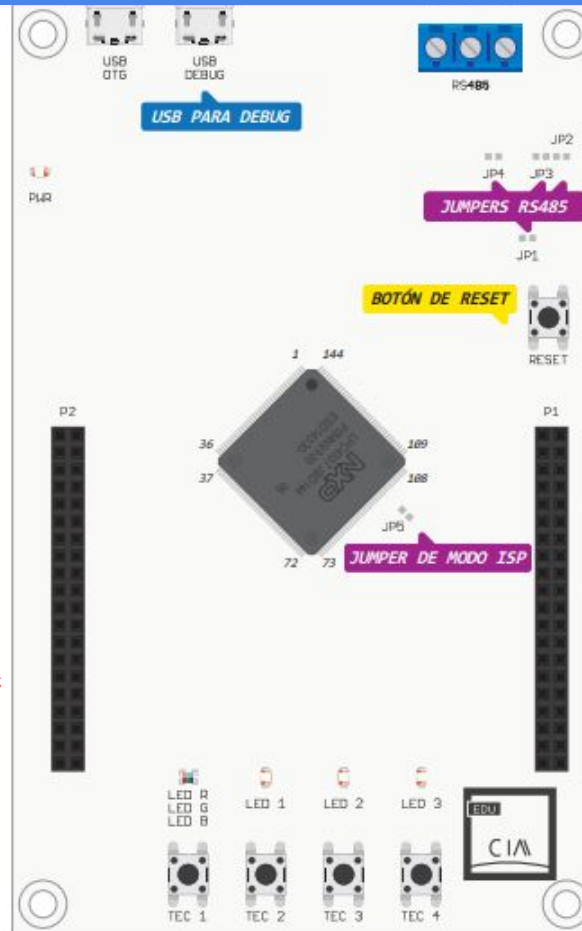 USB
OTG
USB
DEBUG
RS485
USB PARA DEBUG
JP2
JP4
JP3
PWR
JUMPERS RS485
JP1
BOTÓN DE RESET
RESET
1
144
P2
P1
36
109
37
108
NXP
JP5
72
73
JUMPER DE MODO ISP
LED R
LED G
LED B
LED 1
LED 2
LED 3
EDU
CIAA
TEC 1
TEC 2
TEC 3
TEC 4